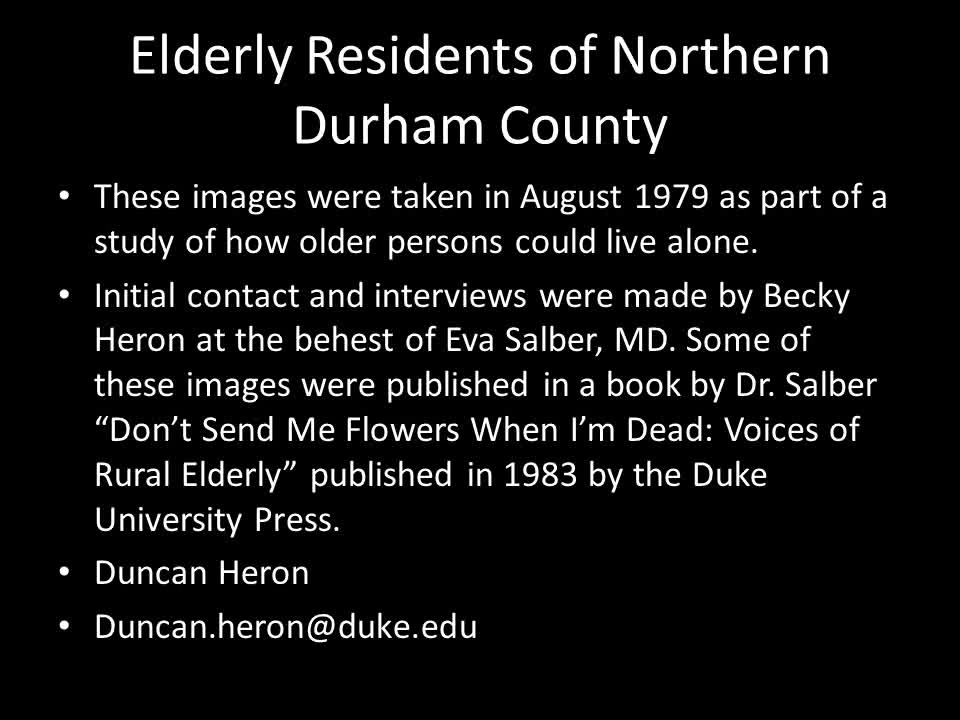 Elderly Residents of Northern
Durham County
• These images were taken in August 1979 as part of a
study of how older persons could live alone.
• Initial contact and interviews were made by Becky
Heron at the behest of Eva Salber, MD. Some of
these images were published in a book by Dr. Salber
“Don’t Send Me Flowers When I’m Dead: Voices of
Rural Elderly” published in 1983 by the Duke
University Press.
• Duncan Heron
• Duncan.heron@duke.edu